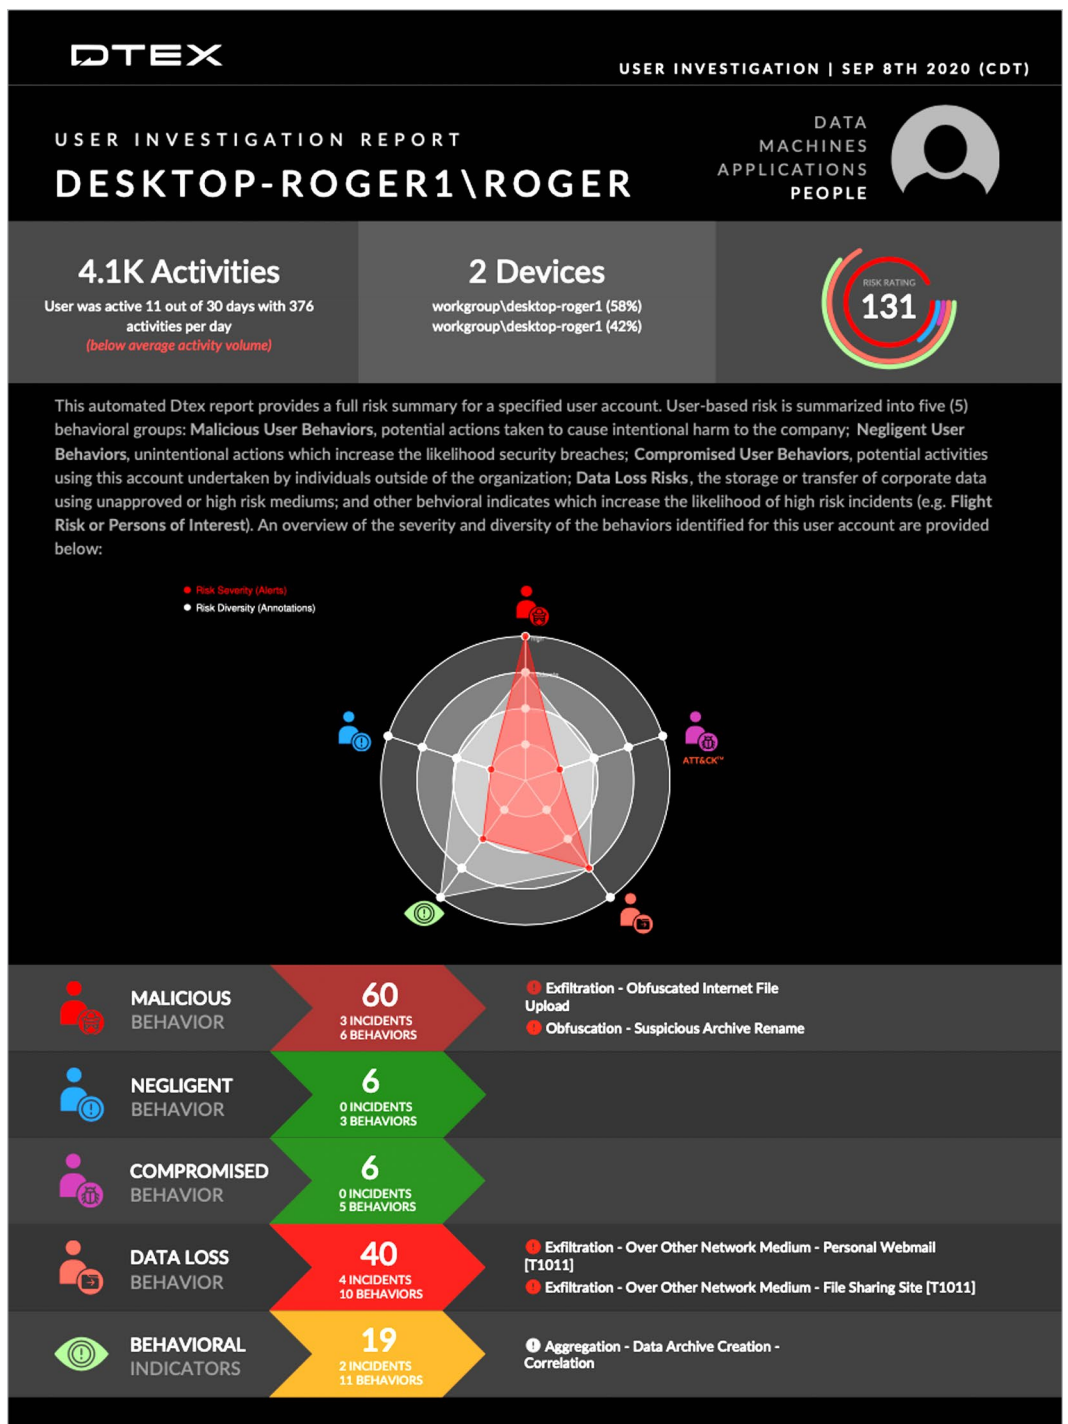 DTEX
USER INVESTIGATION | SEP 8TH 2020 (CDT)
USER INVESTIGATION REPORT
DESKTOP-ROGER1\ROGER
DATA
MACHINES
APPLICATIONS
PEOPLE
4.1K Activities
User was active 11 out of 30 days with 376
activities per day
(below average activity volume)
2 Devices
workgroup\desktop-roger1 (58%)
workgroup\desktop-roger1 (42%)
RISK RATING
131
This automated Dtex report provides a full risk summary for a specified user account. User-based risk is summarized into five (5)
behavioral groups: Malicious User Behaviors, potential actions taken to cause intentional harm to the company; Negligent User
Behaviors, unintentional actions which increase the likelihood security breaches; Compromised User Behaviors, potential activities
using this account undertaken by individuals outside of the organization; Data Loss Risks, the storage or transfer of corporate data
using unapproved or high risk mediums; and other behvioral indicates which increase the likelihood of high risk incidents (e.g. Flight
Risk or Persons of Interest). An overview of the severity and diversity of the behaviors identified for this user account are provided
below:
Risk Severity (Alerts)
Risk Diversity (Annotations)
ATT&CK™
MALICIOUS
BEHAVIOR
60
3 INCIDENTS
6 BEHAVIORS
Exfiltration - Obfuscated Internet File
Upload
Obfuscation - Suspicious Archive Rename
NEGLIGENT
BEHAVIOR
6
0 INCIDENTS
3 BEHAVIORS
COMPROMISED
BEHAVIOR
6
0 INCIDENTS
5 BEHAVIORS
DATA LOSS
BEHAVIOR
40
4 INCIDENTS
10 BEHAVIORS
Exfiltration - Over Other Network Medium - Personal Webmail
[T1011]
Exfiltration - Over Other Network Medium - File Sharing Site [T1011]
BEHAVIORAL
INDICATORS
19
2 INCIDENTS
11 BEHAVIORS
Aggregation - Data Archive Creation -
Correlation